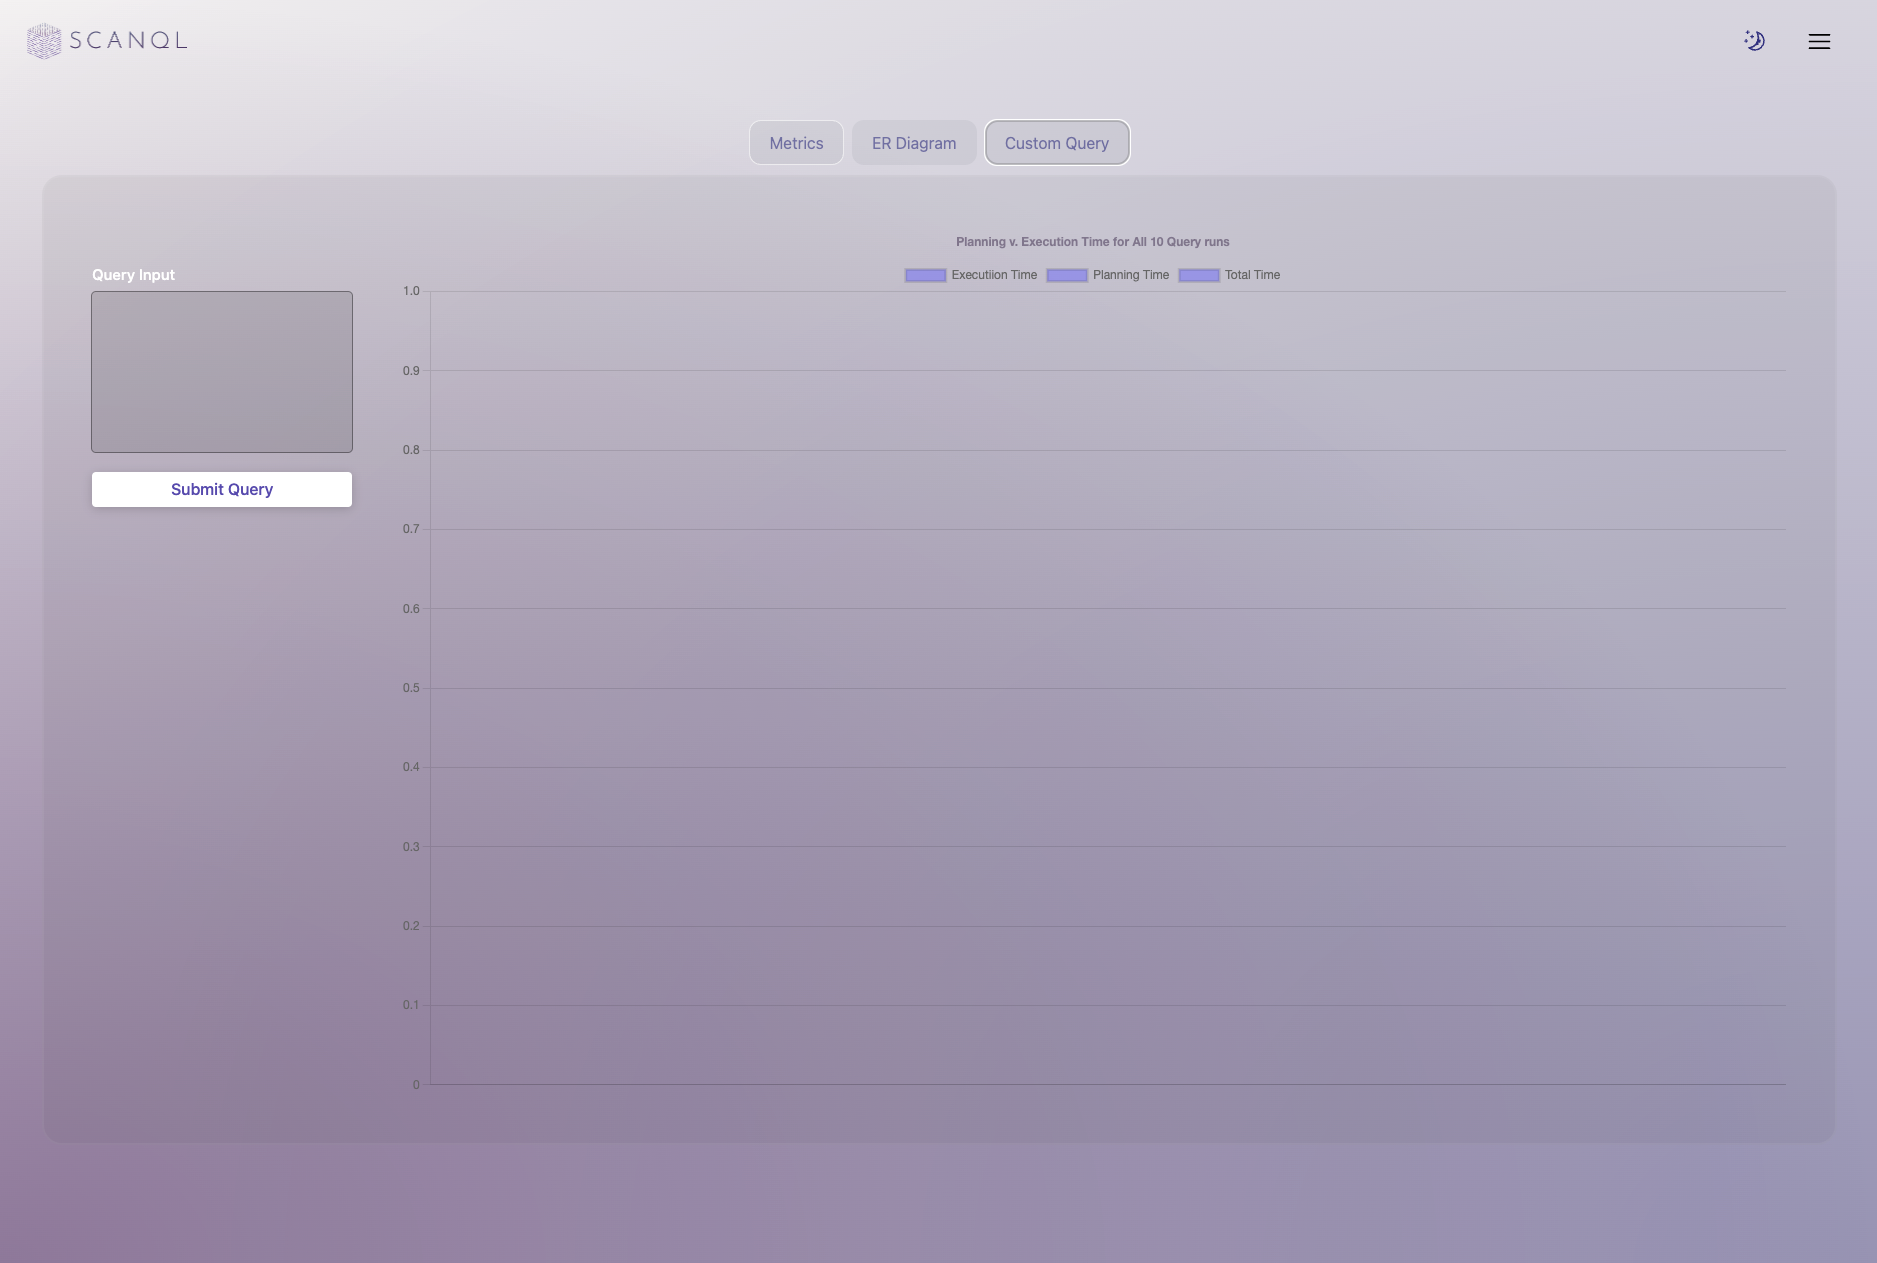 SCANQL
Metrics
ER Diagram
Custom Query
Planning v. Execution Time for All 10 Query runs
Executiion Time
Planning Time
Total Time
Query Input
Submit Query
1.0
0.9
0.8
0.7
0.6
0.5
0.4
0.3
0.2
0.1
0